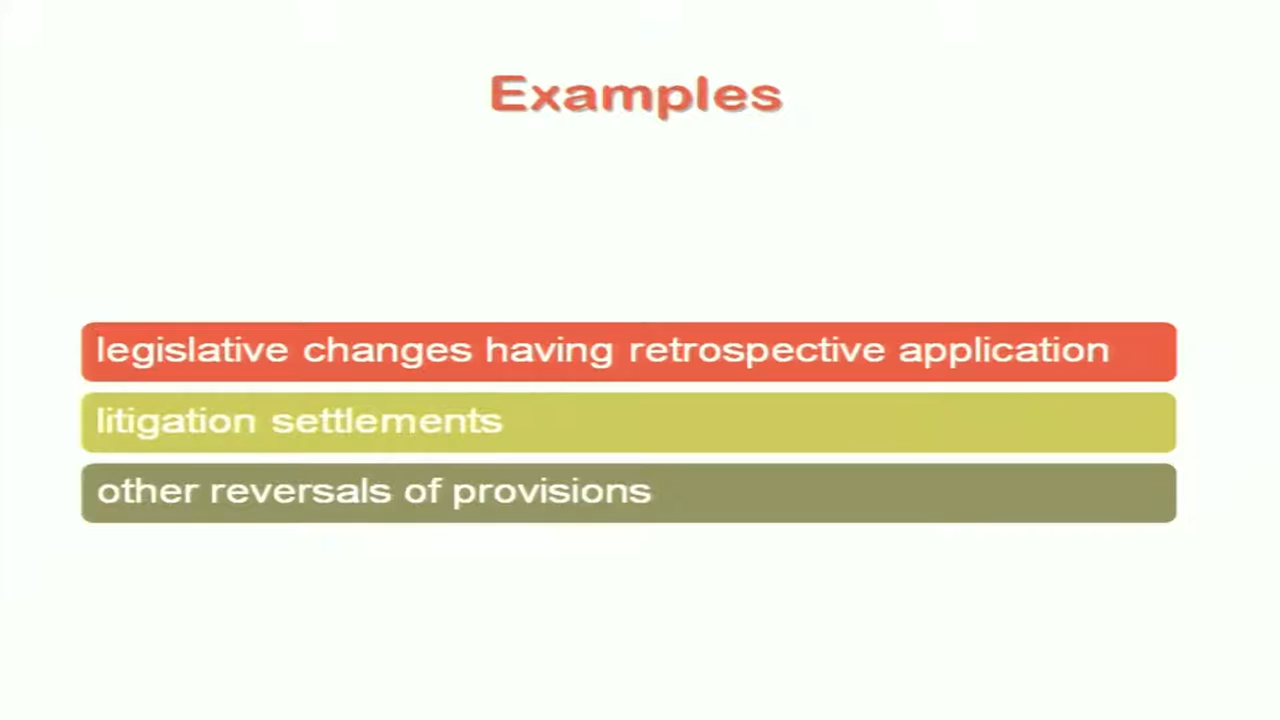 Examples
legislative changes having retrospective application
litigation settlements
other reversals of provisions